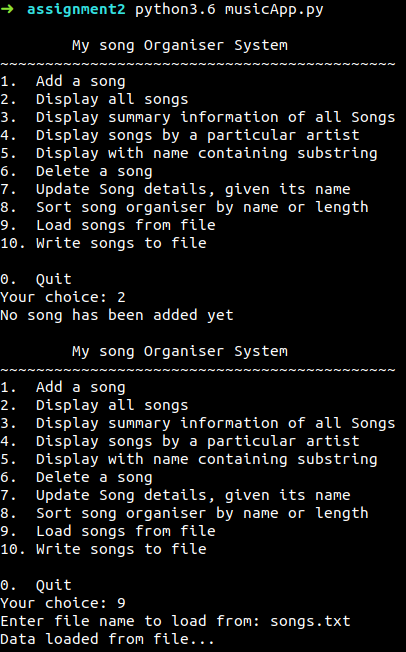 ➜ assignment2 python3.6 musicApp.py
My song Organiser System
~~~~~~~~~~~~~~~~~~~~~~~~~~~~~~~~~~~~~~~~~~~~
1. Add a song
2. Display all songs
3. Display summary information of all Songs
4. Display songs by a particular artist
5. Display with name containing substring
6. Delete a song
7. Update Song details, given its name
8. Sort song organiser by name or length
9. Load songs from file
10. Write songs to file
0. Quit
Your choice: 2
No song has been added yet
My song Organiser System
~~~~~~~~~~~~~~~~~~~~~~~~~~~~~~~~~~~~~~~~~~~~
1. Add a song
2. Display all songs
3. Display summary information of all Songs
4. Display songs by a particular artist
5. Display with name containing substring
6. Delete a song
7. Update Song details, given its name
8. Sort song organiser by name or length
9. Load songs from file
10. Write songs to file
0. Quit
Your choice: 9
Enter file name to load from: songs.txt
Data loaded from file...